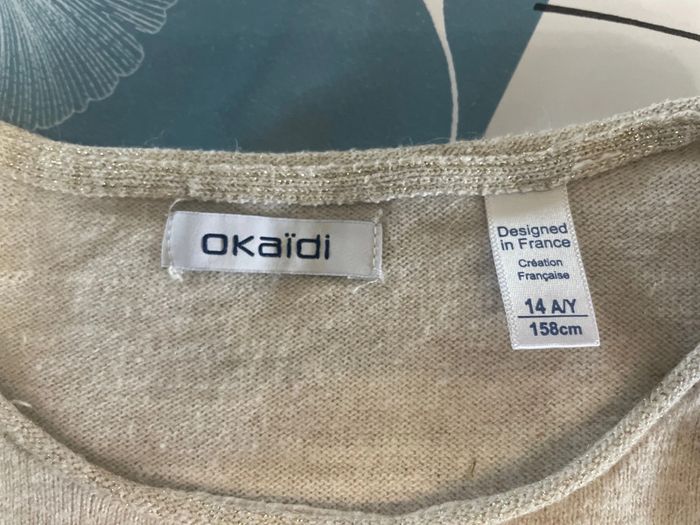 okaïdi
Designed
in France
Création
Française
14 A/Y
158cm